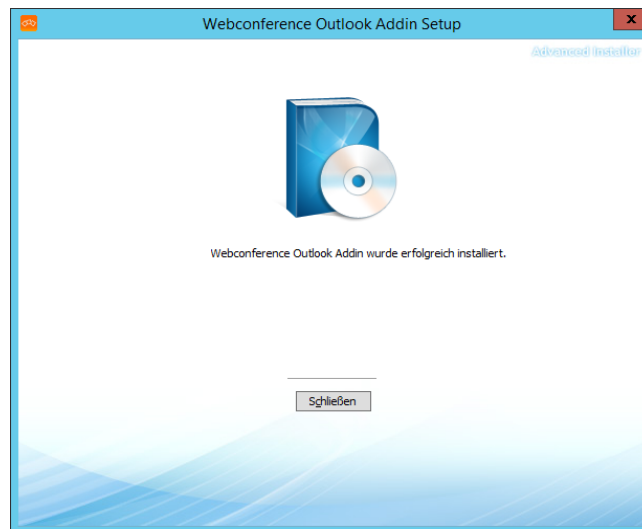 Webconference Outlook Addin Setup
x
Advanced Installer
Webconference Outlook Addin wurde erfolgreich installiert.
Schließen